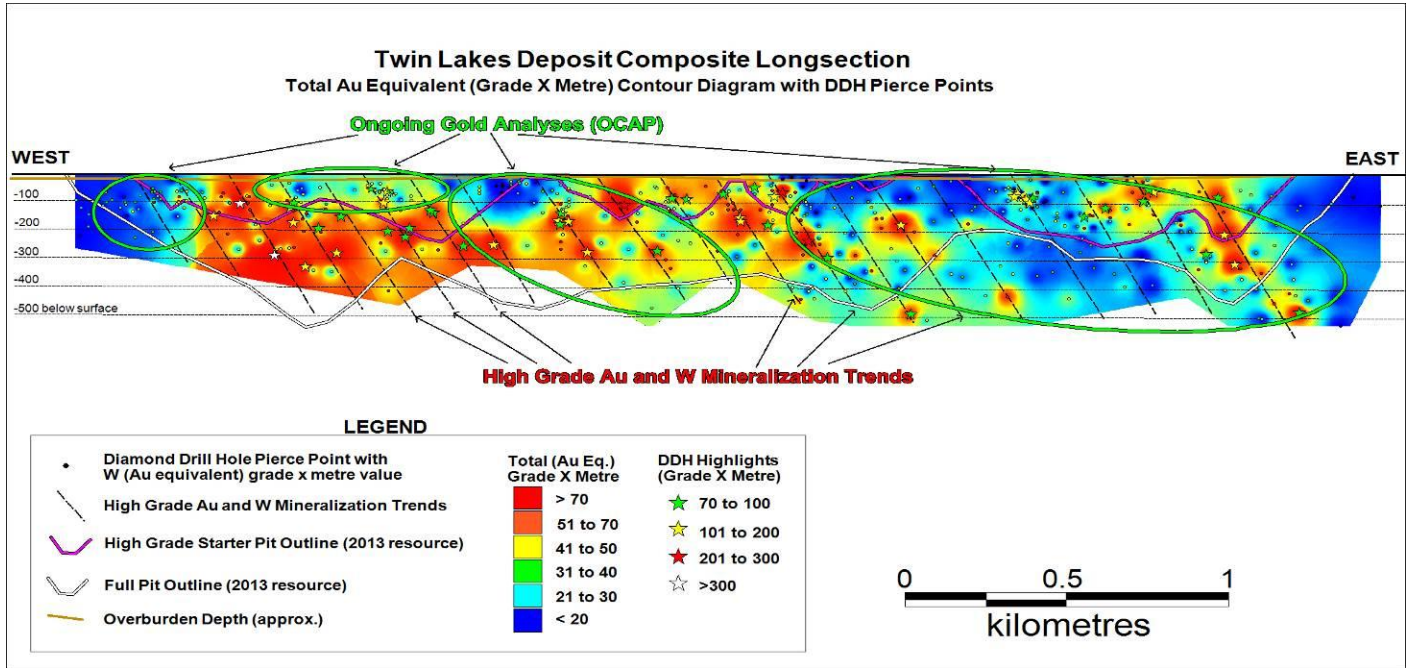 Twin Lakes Deposit Composite Longsection
Total Au Equivalent (Grade X Metre) Contour Diagram with DDH Pierce Points
Ongoing Gold Analyses (OCAP)
WEST
EAST
-100
-200
-300
-400
-500 below surface
High Grade Au and W Mineralization Trends
LEGEND
Diamond Drill Hole Pierce Point with
W (Au equivalent) grade x metre value
High Grade Au and W Mineralization Trends
High Grade Starter Pit Outline (2013 resource)
Full Pit Outline (2013 resource)
Overburden Depth (approx.)
Total (Au Eq.)
Grade X Metre
> 70
51 to 70
41 to 50
31 to 40
21 to 30
< 20
DDH Highlights
(Grade X Metre)
70 to 100
101 to 200
201 to 300
>300
0 0.5 1
kilometres